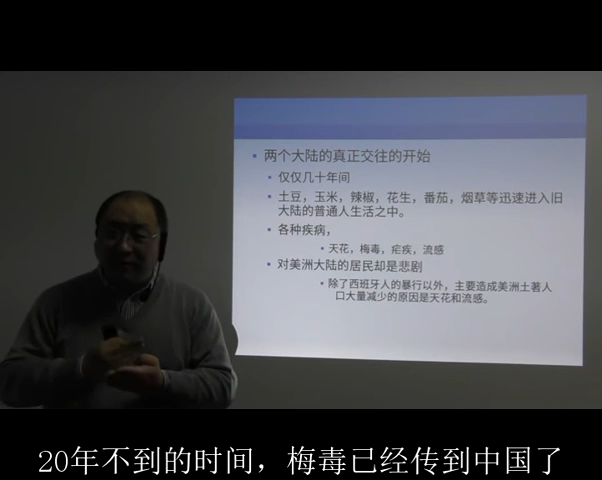 两个大陆的真正交往的开始
仅仅几十年间
土豆，玉米，辣椒，花生，番茄，烟草等迅速进入旧
大陆的普通人生活之中。
各种疾病，
天花，梅毒，疟疾，流感
对美洲大陆的居民却是悲剧
除了西班牙人的暴行以外，主要造成美洲土著人
口大量减少的原因是天花和流感。
20年不到的时间，梅毒已经传到中国了